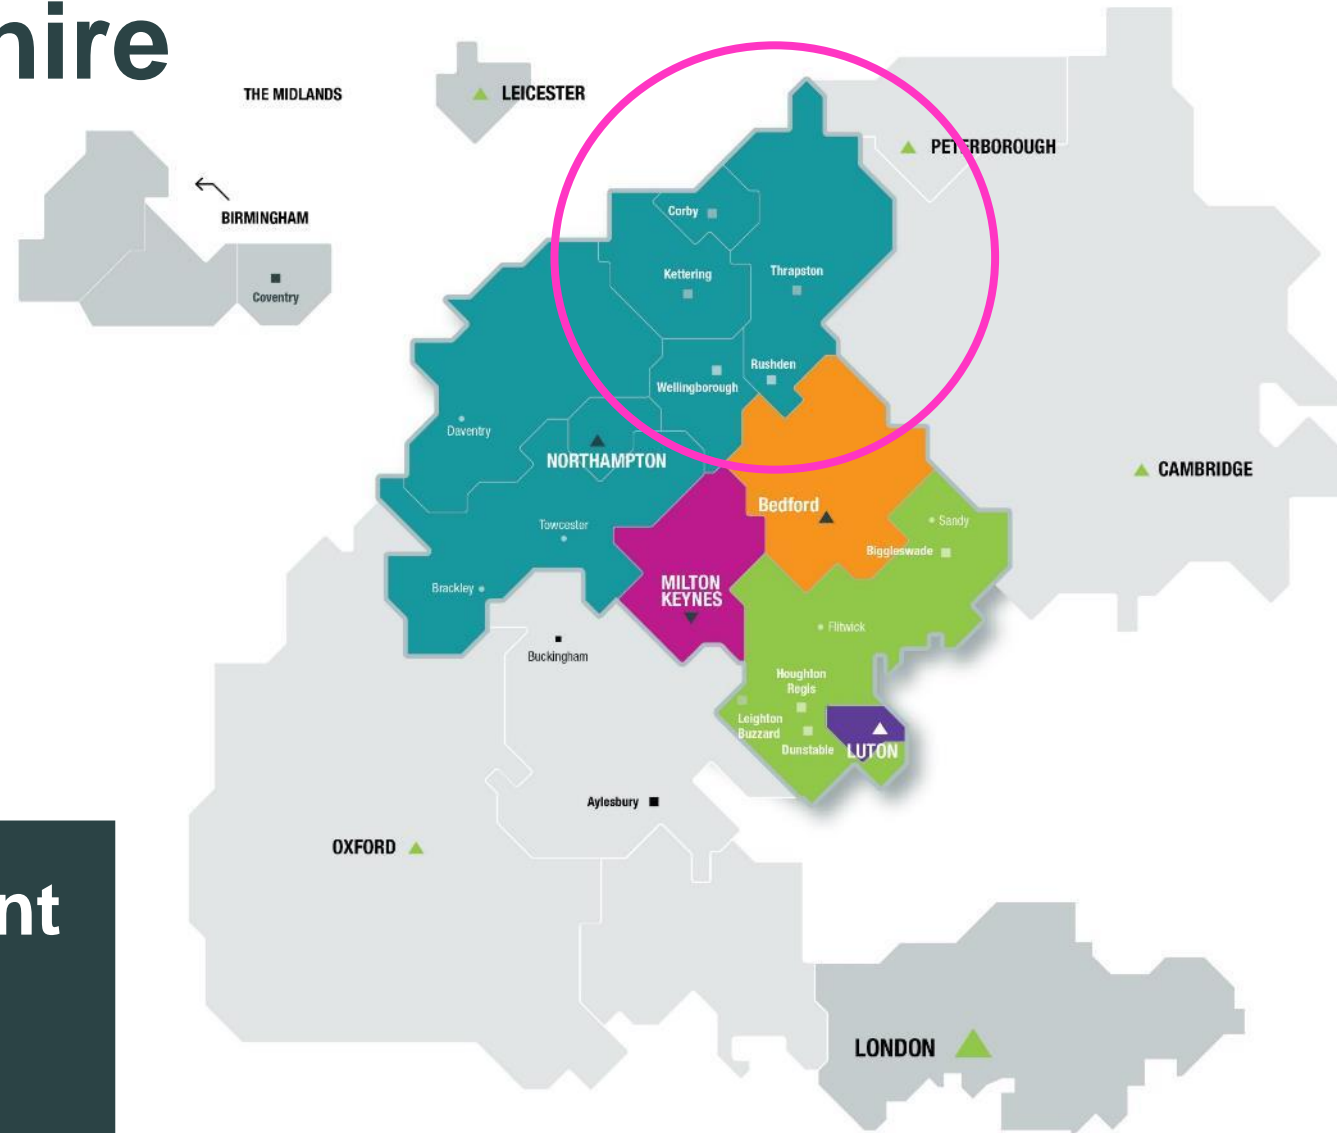 hire
THE MIDLANDS
LEICESTER
PETERBOROUGH
BIRMINGHAM
Coventry
Corby
Kettering
Thrapston
Rushden
Wellingborough
Daventry
NORTHAMPTON
CAMBRIDGE
Bedford
Sandy
Towcester
Biggleswade
Brackley
MILTON
KEYNES
Flitwick
Buckingham
Houghton
Regis
Leighton
Buzzard
Dunstable
LUTON
Aylesbury
OXFORD
nt
LONDON